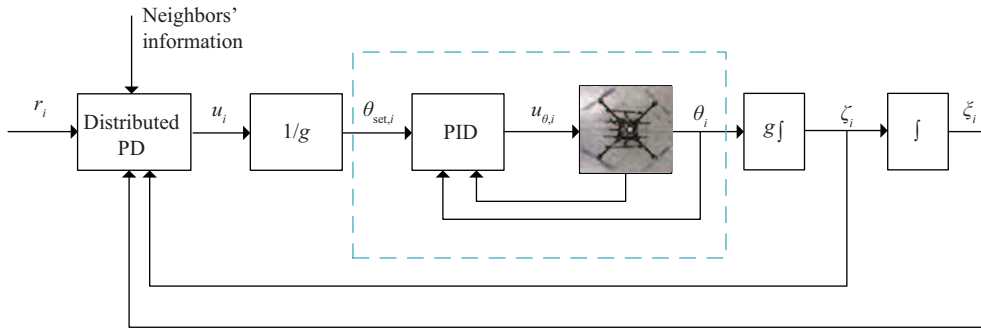 Neighbors'
information
r_i
Distributed
PD
u_i
1/g
θ_set,i
PID
u_θ,i
θ_i
g∫
ζ_i
∫
ξ_i